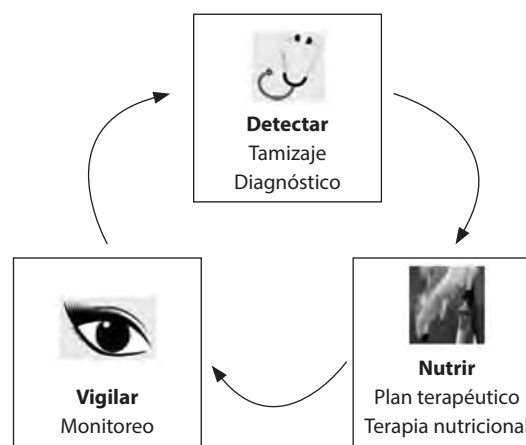 Detectar
Tamizaje
Diagnóstico
Nutrir
Plan terapéutico
Terapia nutricional
Vigilar
Monitoreo